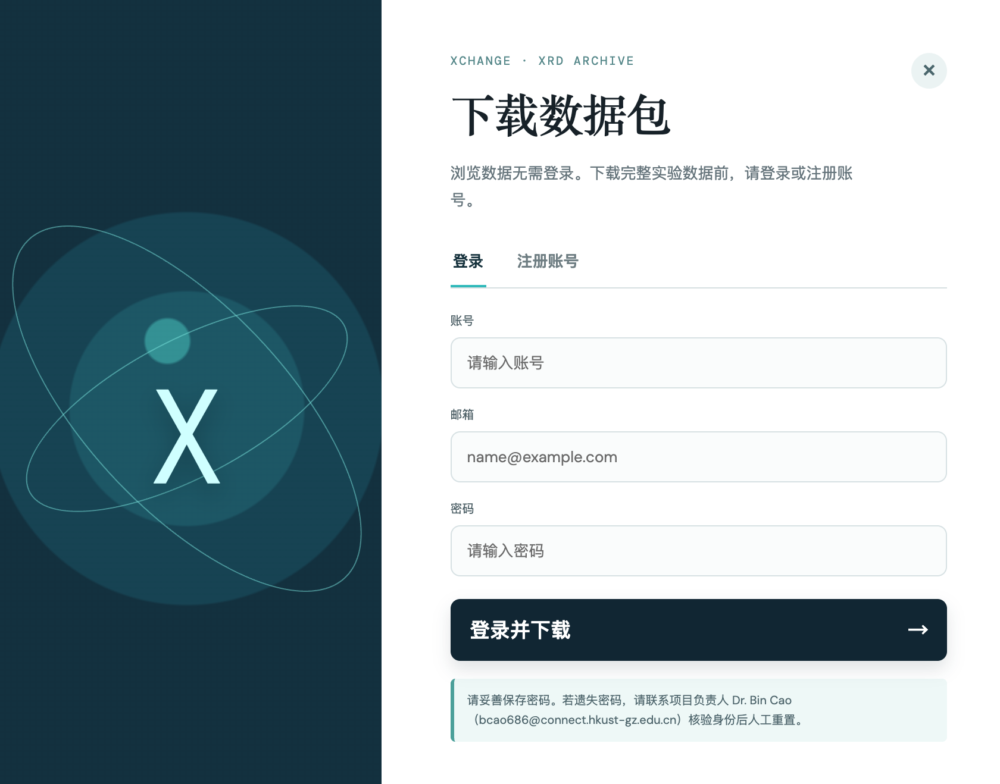 XCHANGE · XRD ARCHIVE
下载数据包
浏览数据无需登录。下载完整实验数据前，请登录或注册账
号。
登录 注册账号
账号
请输入账号
邮箱
name@example.com
密码
请输入密码
登录并下载 →
请妥善保存密码。若遗失密码，请联系项目负责人 Dr. Bin Cao
（bcao686@connect.hkust-gz.edu.cn）核验身份后人工重置。
X